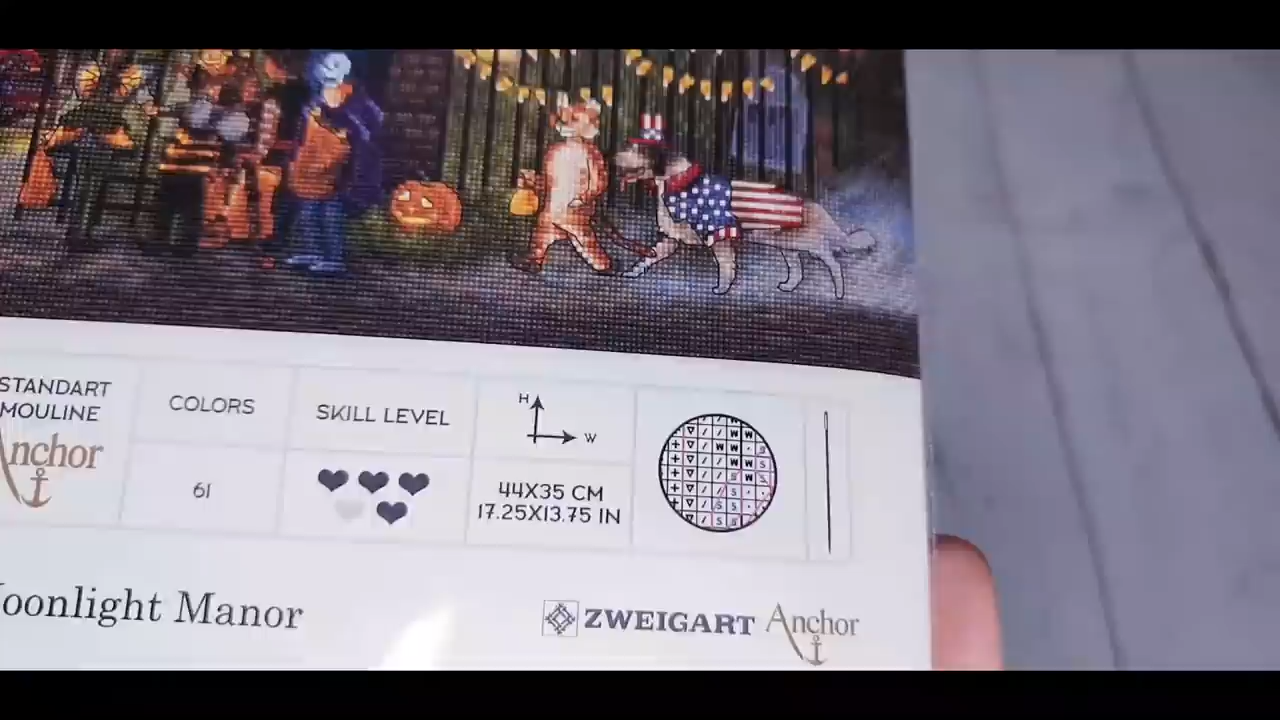 STANDART
MOULINE
Anchor
COLORS
61
SKILL LEVEL
H
W
44X35 CM
17.25X13.75 IN
oonlight Manor
ZWEIGART Anchor